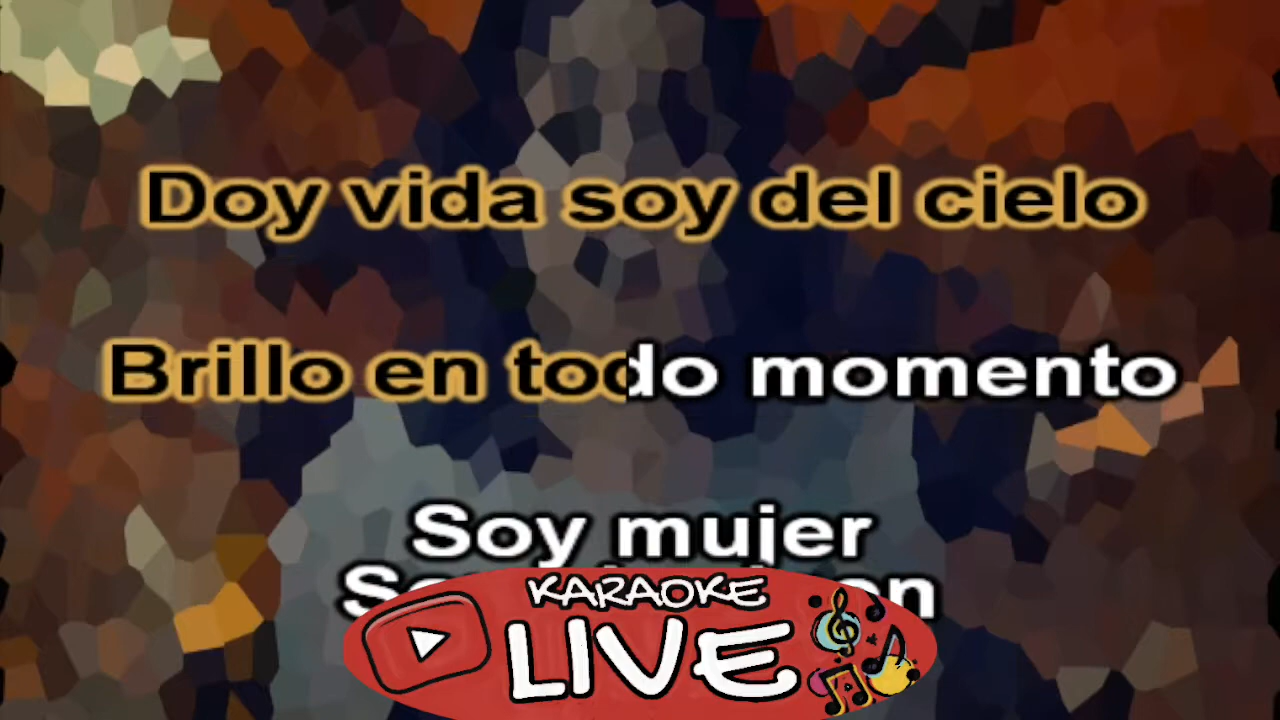 Doy vida soy del cielo
Brillo en todo momento
Soy mujer
KARAOKE
LIVE